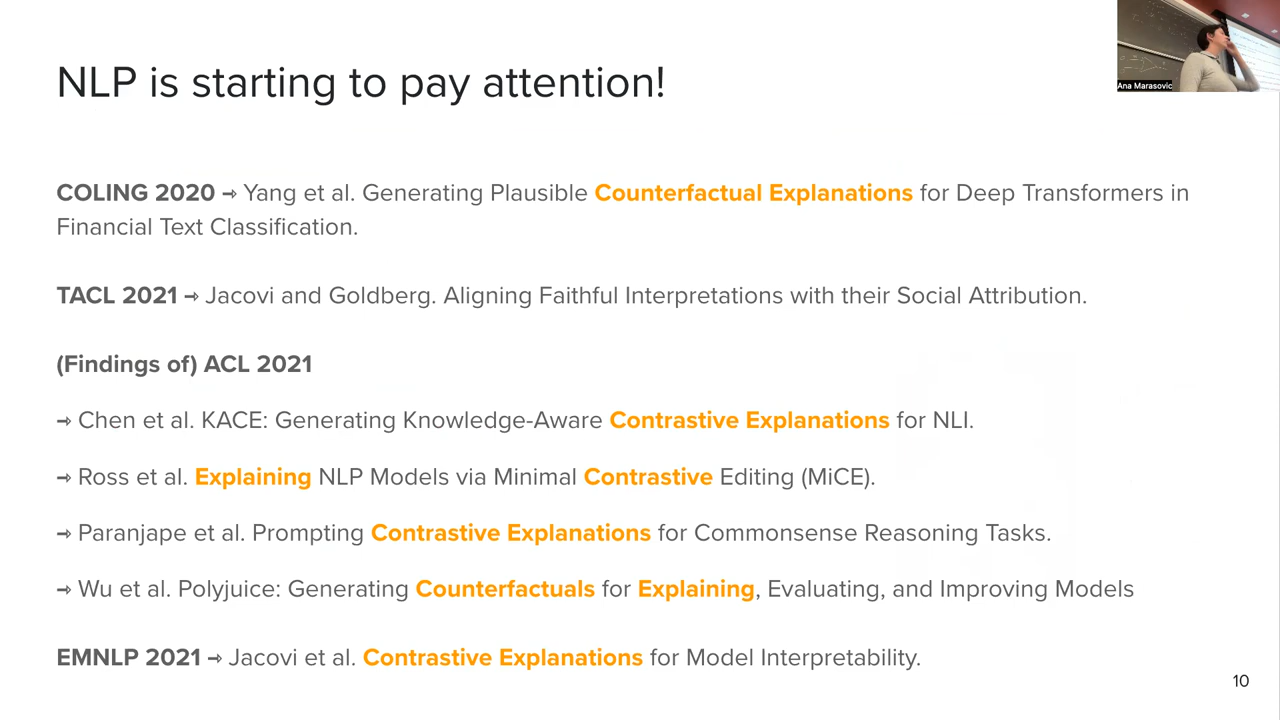 NLP is starting to pay attention!
Ana Marasovic
COLING 2020 → Yang et al. Generating Plausible Counterfactual Explanations for Deep Transformers in
Financial Text Classification.
TACL 2021 → Jacovi and Goldberg. Aligning Faithful Interpretations with their Social Attribution.
(Findings of) ACL 2021
→ Chen et al. KACE: Generating Knowledge-Aware Contrastive Explanations for NLI.
→ Ross et al. Explaining NLP Models via Minimal Contrastive Editing (MiCE).
→ Paranjape et al. Prompting Contrastive Explanations for Commonsense Reasoning Tasks.
→ Wu et al. Polyjuice: Generating Counterfactuals for Explaining, Evaluating, and Improving Models
EMNLP 2021 → Jacovi et al. Contrastive Explanations for Model Interpretability.
10